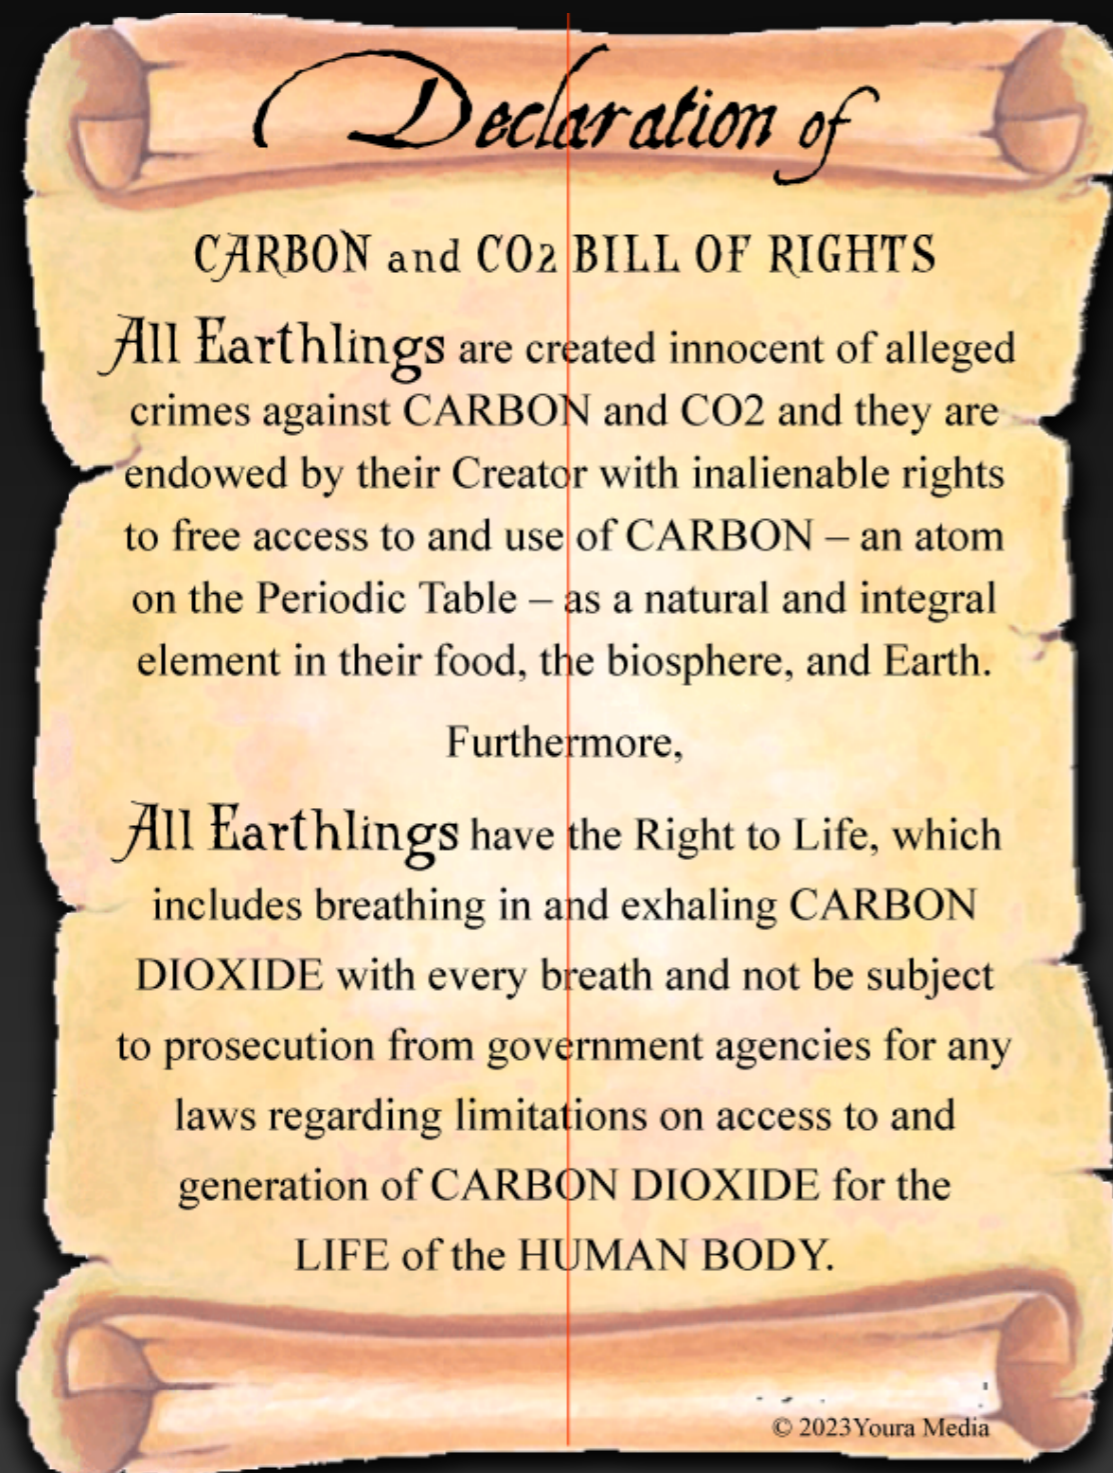 Declaration of
CARBON and CO2 BILL OF RIGHTS
All Earthlings are created innocent of alleged
crimes against CARBON and CO2 and they are
endowed by their Creator with inalienable rights
to free access to and use of CARBON – an atom
on the Periodic Table – as a natural and integral
element in their food, the biosphere, and Earth.
Furthermore,
All Earthlings have the Right to Life, which
includes breathing in and exhaling CARBON
DIOXIDE with every breath and not be subject
to prosecution from government agencies for any
laws regarding limitations on access to and
generation of CARBON DIOXIDE for the
LIFE of the HUMAN BODY.
© 2023Youra Media